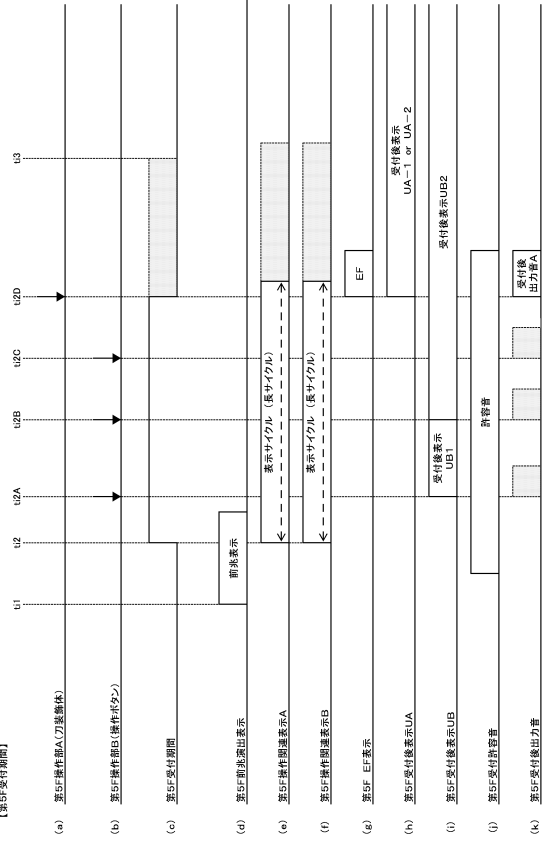 【第5F受付期間】
ti1
ti2
ti2A
ti2B
ti2C
ti2D
ti3
(a) 第5F操作部A(刀装飾体)
(b) 第5F操作部B(操作ボタン)
(c) 第5F受付期間
(d) 第5F前兆演出表示
前兆表示
(e) 第5F操作関連表示A
表示サイクル (長サイクル)
(f) 第5F操作関連表示B
表示サイクル (長サイクル)
(g) 第5F EF表示
EF
(h) 第5F受付後表示UA
受付後表示
UA-1 or UA-2
(i) 第5F受付後表示UB
受付後表示
UB1
受付後表示UB2
(j) 第5F受付許容音
許容音
(k) 第5F受付後出力音
受付後
出力音A